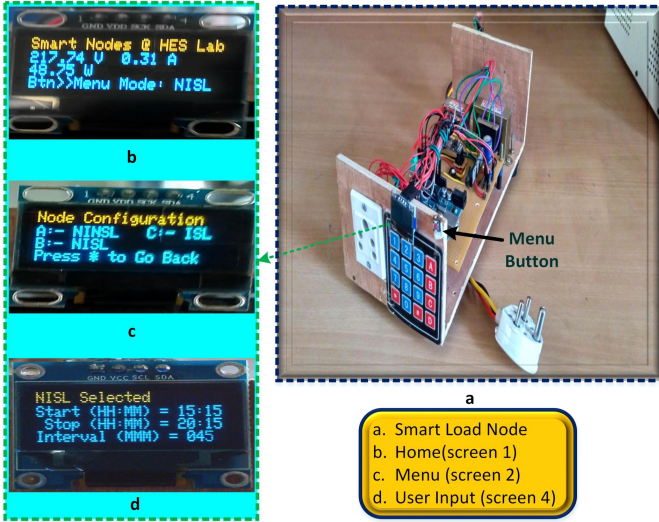 GND VDD SCK SDA
Smart Nodes @ HES Lab
217.74 V 0.31 A
48.75 W
Btn>>Menu Mode: NISL
b
1 4
Node Configuration
A:- NINSL C:- ISL
B:- NISL
Press * to Go Back
c
GND VCC SCL SDA
NISL Selected
Start (HH:MM) = 15:15
Stop (HH:MM) = 20:15
Interval (MMM) = 045
d
Menu
Button
A
B
C
* D
a
a. Smart Load Node
b. Home(screen 1)
c. Menu (screen 2)
d. User Input (screen 4)